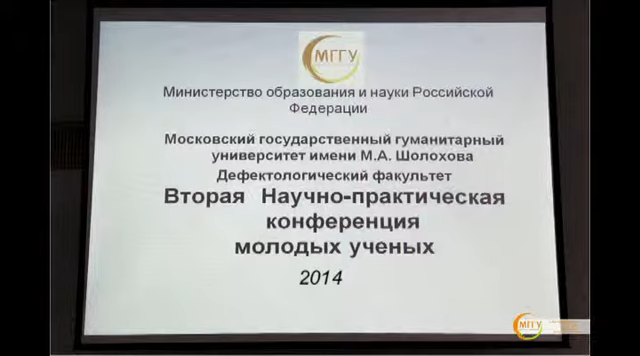 МГГУ
Министерство образования и науки Российской
Федерации
Московский государственный гуманитарный
университет имени М.А. Шолохова
Дефектологический факультет
Вторая Научно-практическая
конференция
молодых ученых
2014
МГГУ